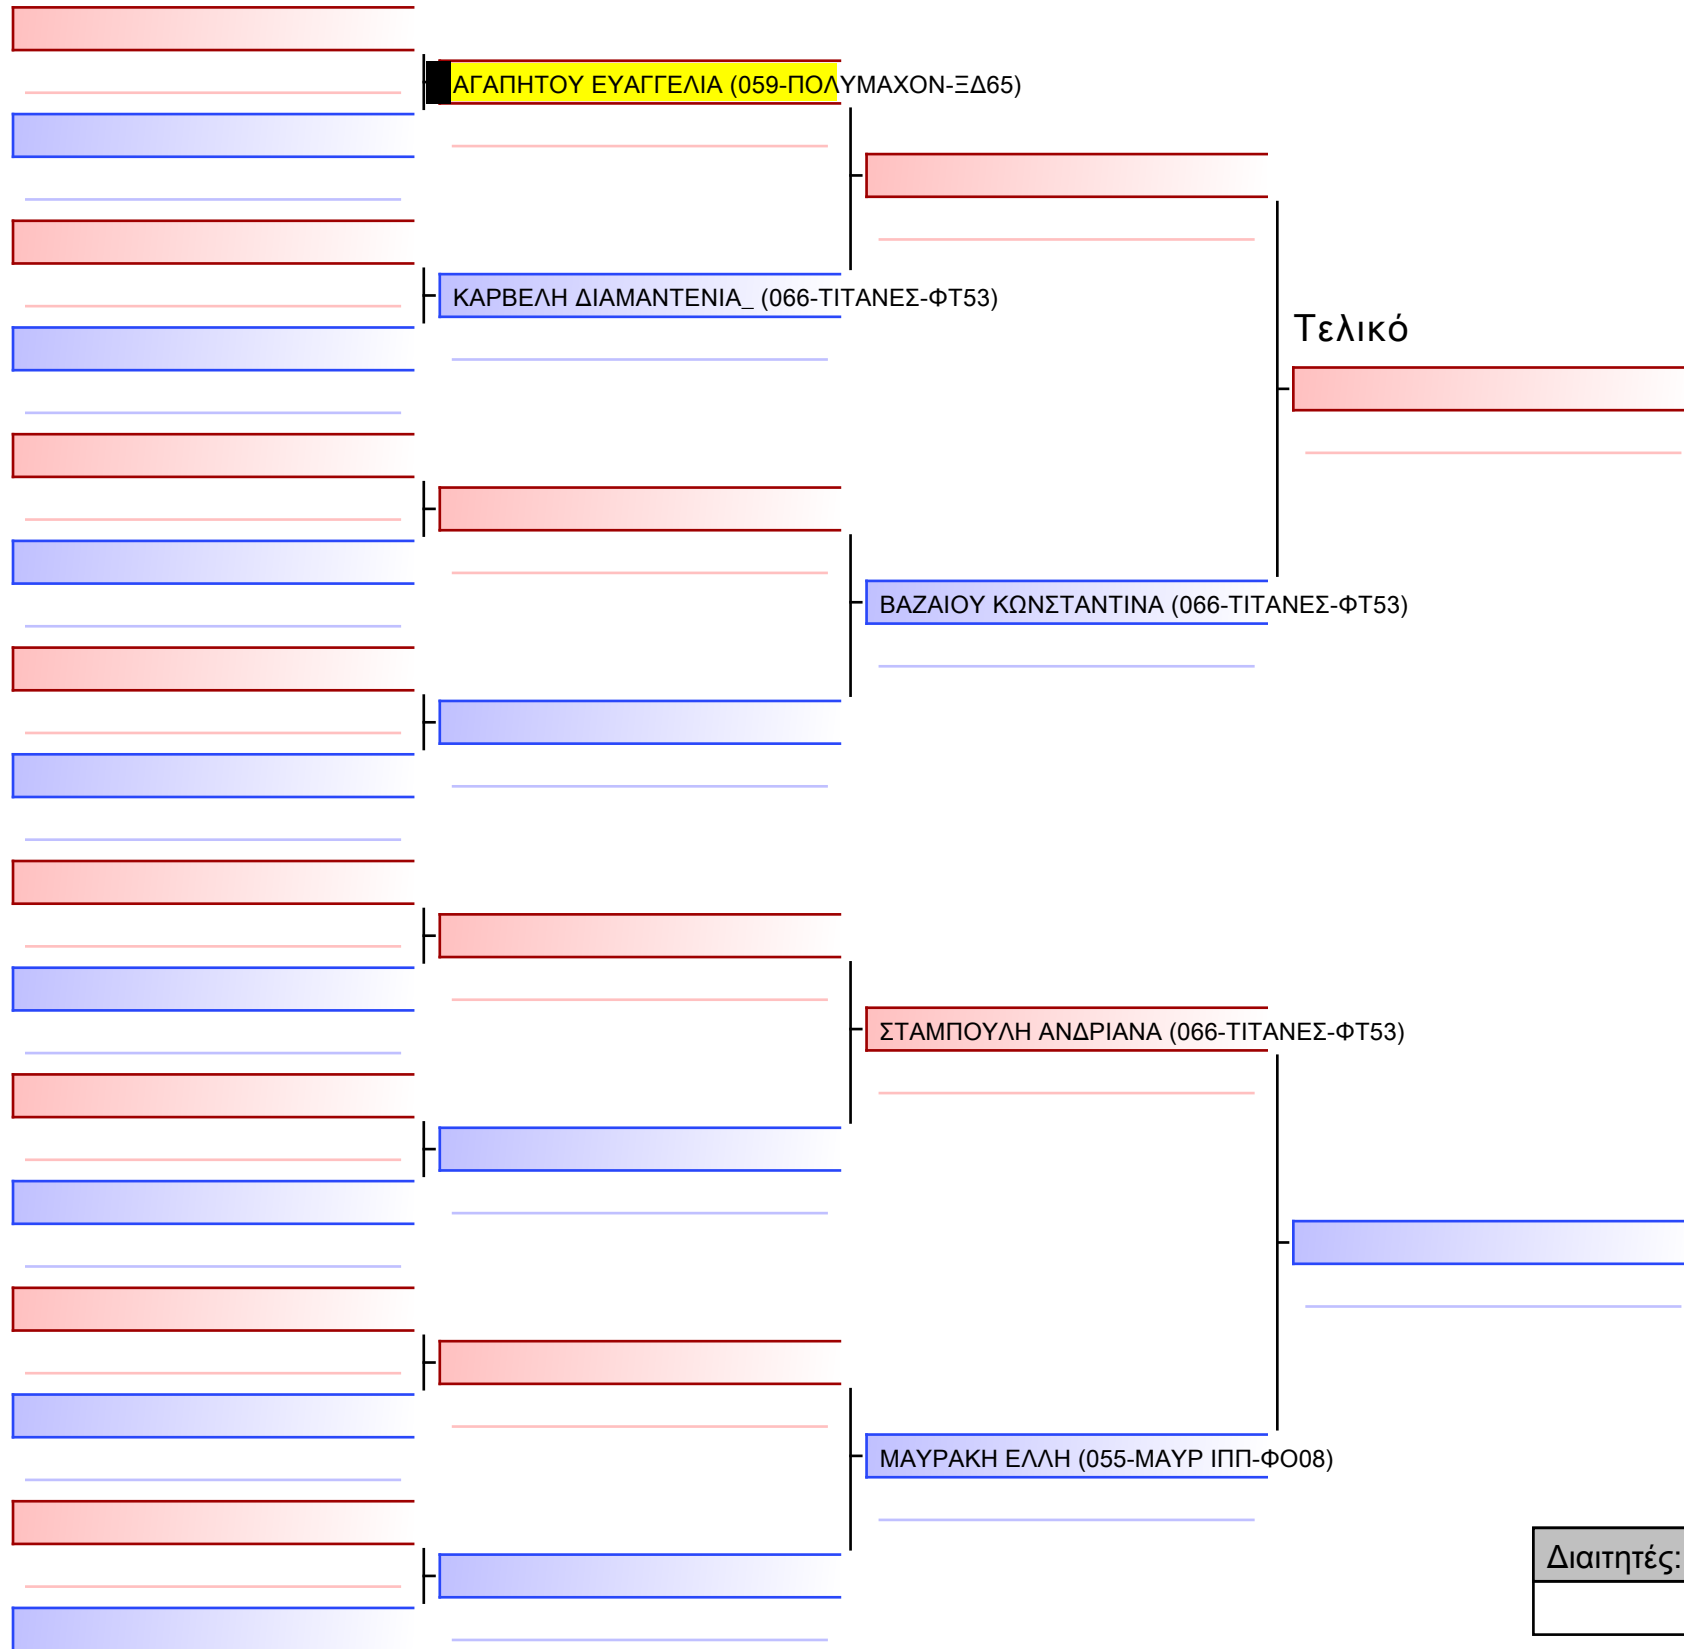 ΑΓΑΠΗΤΟΥ ΕΥΑΓΓΕΛΙΑ (059-ΠΟΛΥΜΑΧΟΝ-ΞΔ65)
ΚΑΡΒΕΛΗ ΔΙΑΜΑΝΤΕΝΙΑ_ (066-ΤΙΤΑΝΕΣ-ΦΤ53)
Τελικό
ΒΑΖΑΙΟΥ ΚΩΝΣΤΑΝΤΙΝΑ (066-ΤΙΤΑΝΕΣ-ΦΤ53)
ΣΤΑΜΠΟΥΛΗ ΑΝΔΡΙΑΝΑ (066-ΤΙΤΑΝΕΣ-ΦΤ53)
ΜΑΥΡΑΚΗ ΕΛΛΗ (055-ΜΑΥΡ ΙΠΠ-ΦΟ08)
Διαιτητές: